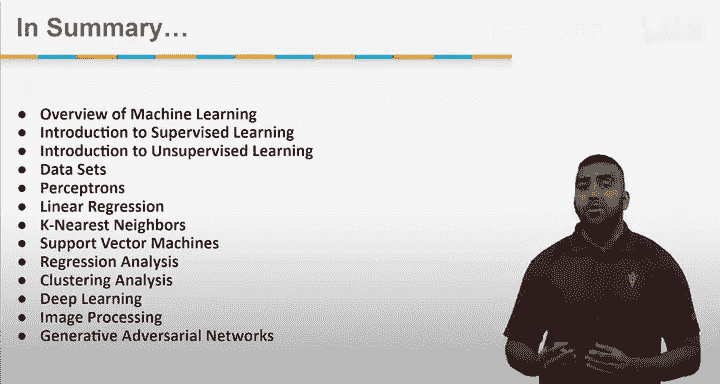 In Summary...
● Overview of Machine Learning
● Introduction to Supervised Learning
● Introduction to Unsupervised Learning
● Data Sets
● Perceptrons
● Linear Regression
● K-Nearest Neighbors
● Support Vector Machines
● Regression Analysis
● Clustering Analysis
● Deep Learning
● Image Processing
● Generative Adversarial Networks